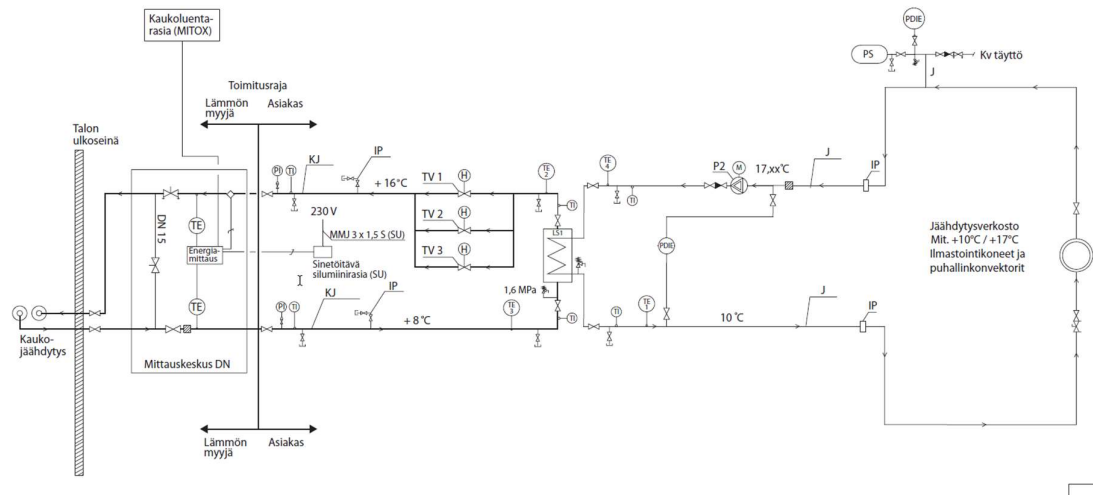 Kaukoluenta-
rasia (MITOX)
PDIE
PS
Kv täyttö
J
Toimitusraja
Lämmön
myyjä
Asiakas
Talon
ulkoseinä
PI
TI
KJ
IP
+ 16°C
TV 1
H
TE
2
TE
4
TI
P2
M
17,xx°C
J
IP
DN 15
TE
230 V
MMJ 3 x 1,5 S (SU)
TV 2
H
TI
LS1
Energia-
mittaus
TV 3
H
PDIE
Jäähdytysverkosto
Mit. +10°C / +17°C
Ilmastointikoneet ja
puhallinkonvektorit
Sinetöitävä
silumiinirasia (SU)
1,6 MPa
TE
PI
TI
KJ
IP
+ 8 °C
TE
3
TI
TI
TE
1
10 °C
J
IP
Kauko-
jäähdytys
Mittauskeskus DN
Lämmön
myyjä
Asiakas